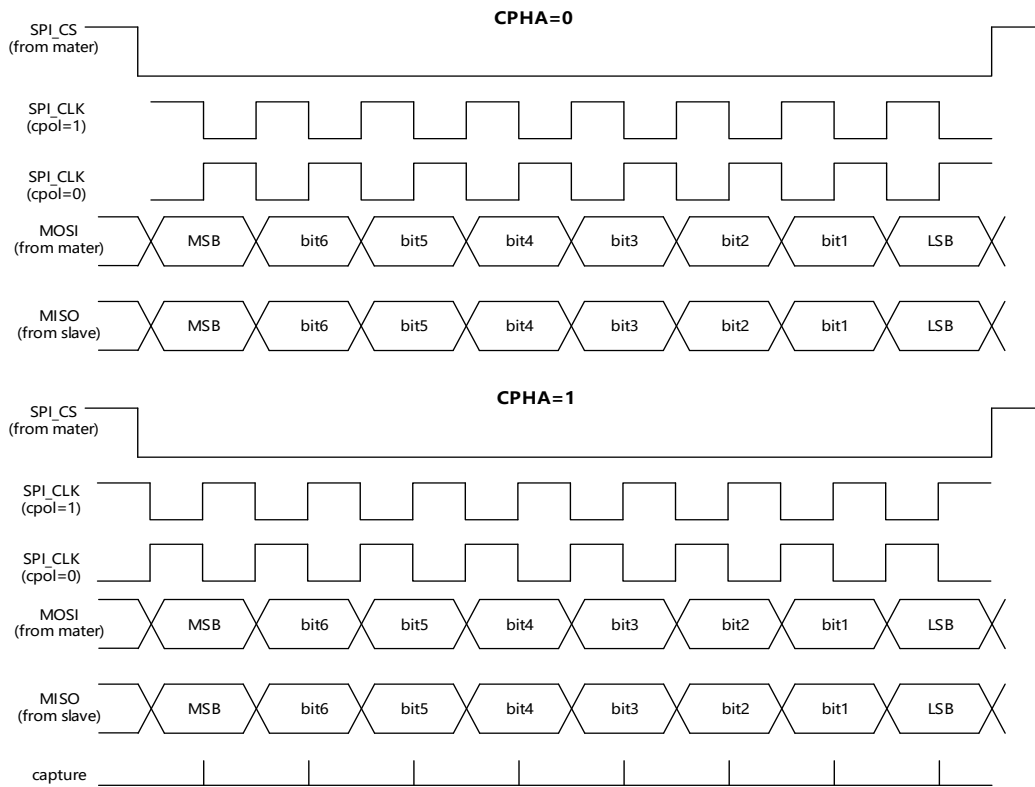 CPHA=0
SPI_CS
(from mater)
SPI_CLK
(cpol=1)
SPI_CLK
(cpol=0)
MOSI
(from mater)
MSB bit6 bit5 bit4 bit3 bit2 bit1 LSB
MISO
(from slave)
MSB bit6 bit5 bit4 bit3 bit2 bit1 LSB
CPHA=1
SPI_CS
(from mater)
SPI_CLK
(cpol=1)
SPI_CLK
(cpol=0)
MOSI
(from mater)
MSB bit6 bit5 bit4 bit3 bit2 bit1 LSB
MISO
(from slave)
MSB bit6 bit5 bit4 bit3 bit2 bit1 LSB
capture